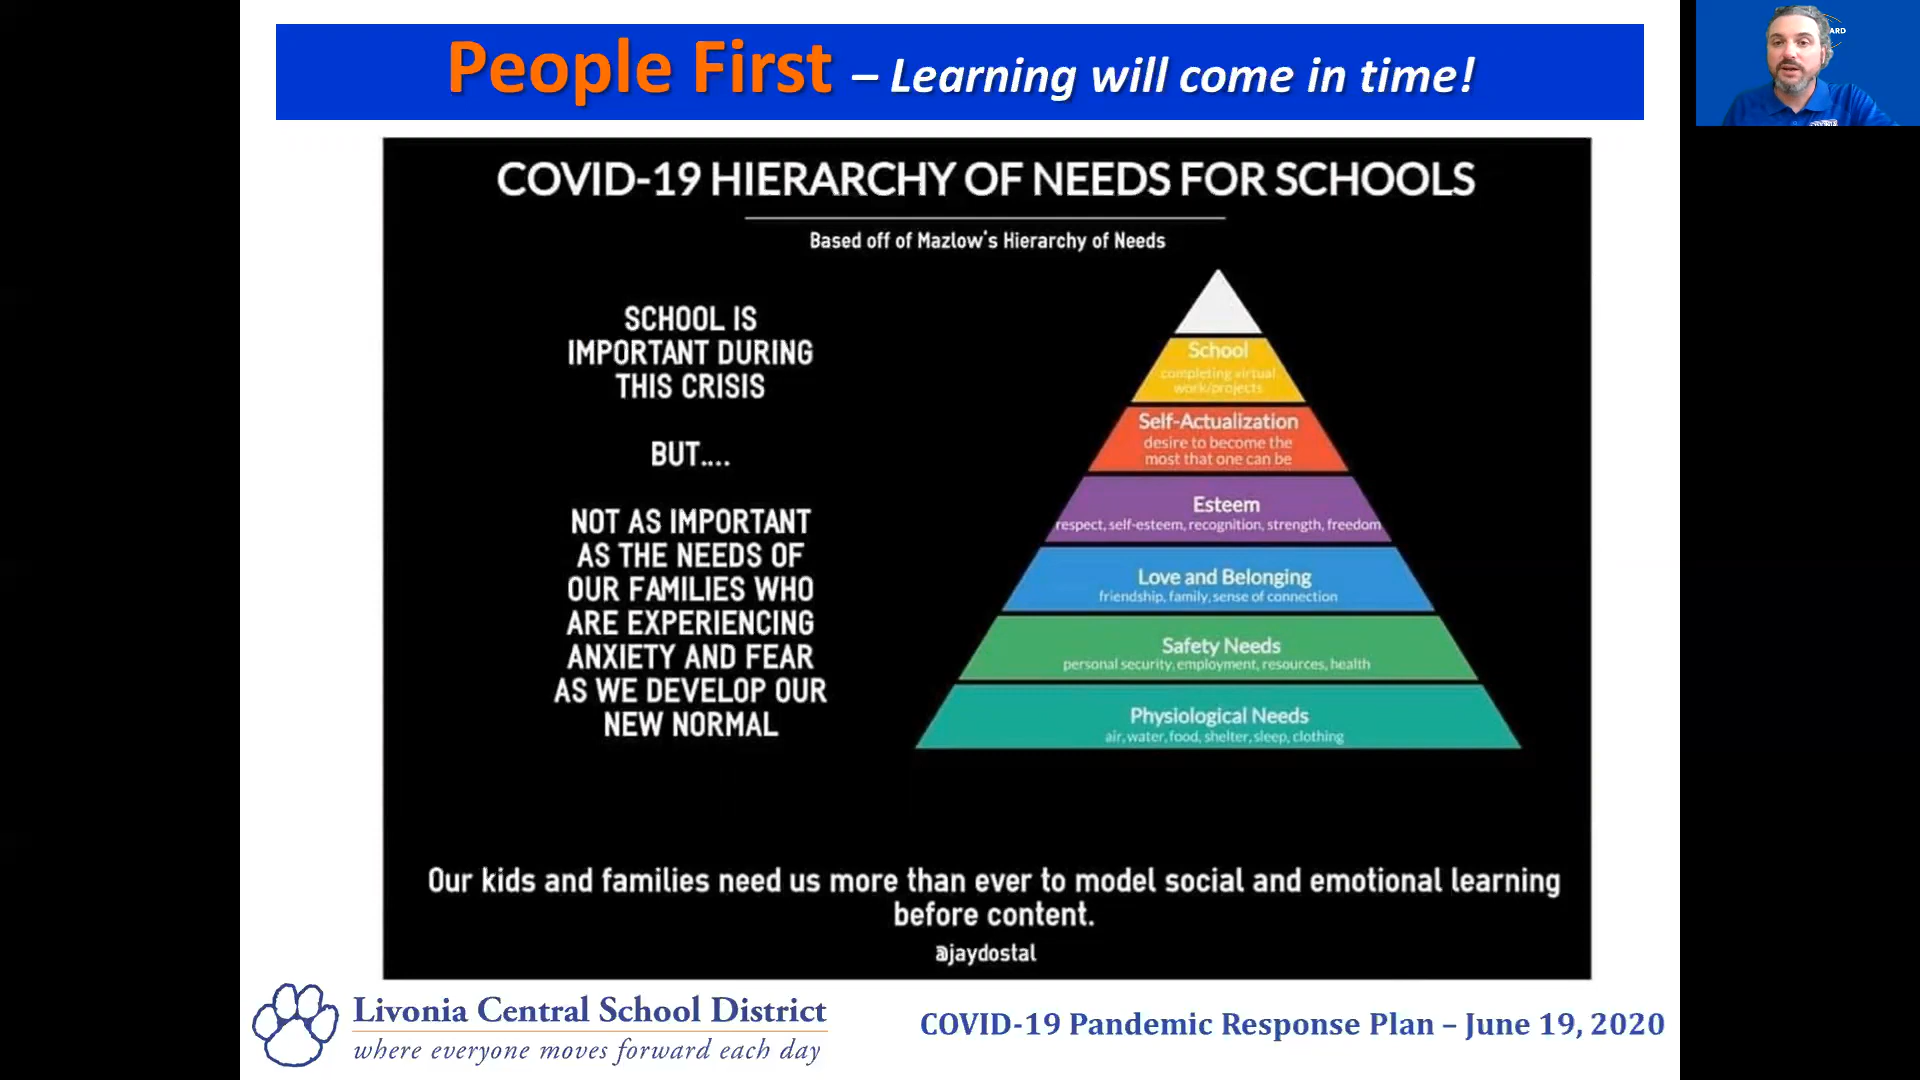 People First – Learning will come in time!
ARD
COVID-19 HIERARCHY OF NEEDS FOR SCHOOLS
Based off of Mazlow's Hierarchy of Needs
SCHOOL IS
IMPORTANT DURING
THIS CRISIS
BUT....
NOT AS IMPORTANT
AS THE NEEDS OF
OUR FAMILIES WHO
ARE EXPERIENCING
ANXIETY AND FEAR
AS WE DEVELOP OUR
NEW NORMAL
School
completing virtual
work/projects
Self-Actualization
desire to become the
most that one can be
Esteem
respect, self-esteem, recognition, strength, freedom
Love and Belonging
friendship, family, sense of connection
Safety Needs
personal security, employment, resources, health
Physiological Needs
air, water, food, shelter, sleep, clothing
Our kids and families need us more than ever to model social and emotional learning
before content.
@jaydostal
Livonia Central School District
where everyone moves forward each day
COVID-19 Pandemic Response Plan – June 19, 2020